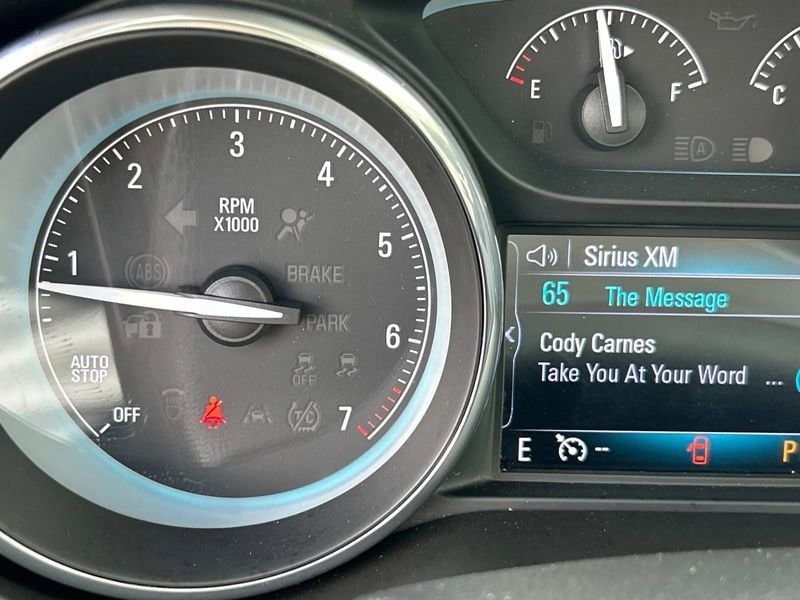 3
2
4
RPM
X1000
1
5
ABS
BRAKE
PARK
6
AUTO
STOP
OFF
OFF
TC
7
E
F
C
A
Sirius XM
65 The Message
Cody Carnes
Take You At Your Word ...
E -- P